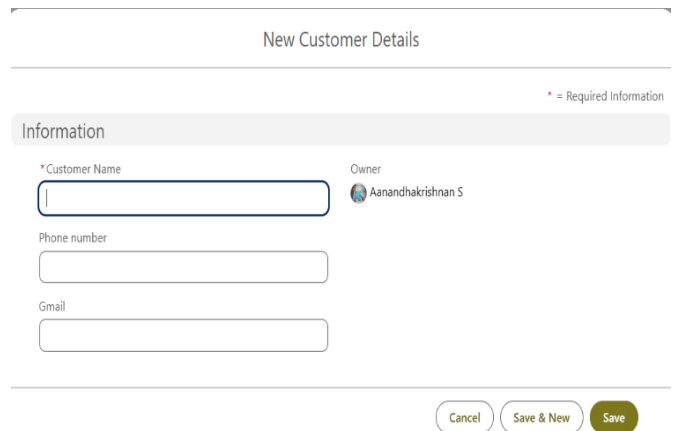 New Customer Details
* = Required Information
Information
*Customer Name
Owner
Aanandhakrishnan S
Phone number
Gmail
Cancel
Save & New
Save